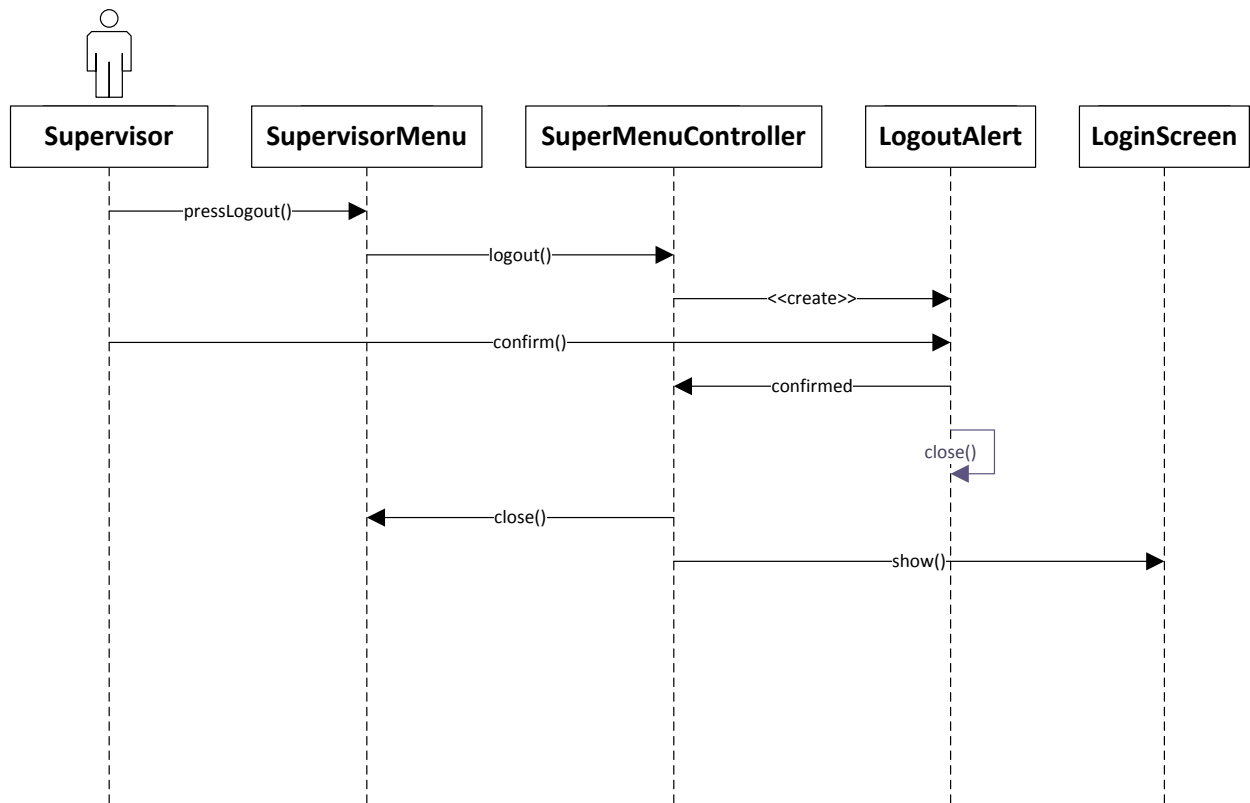 Supervisor
SupervisorMenu
SuperMenuController
LogoutAlert
LoginScreen
pressLogout()
logout()
<<create>>
confirm()
confirmed
close()
close()
show()